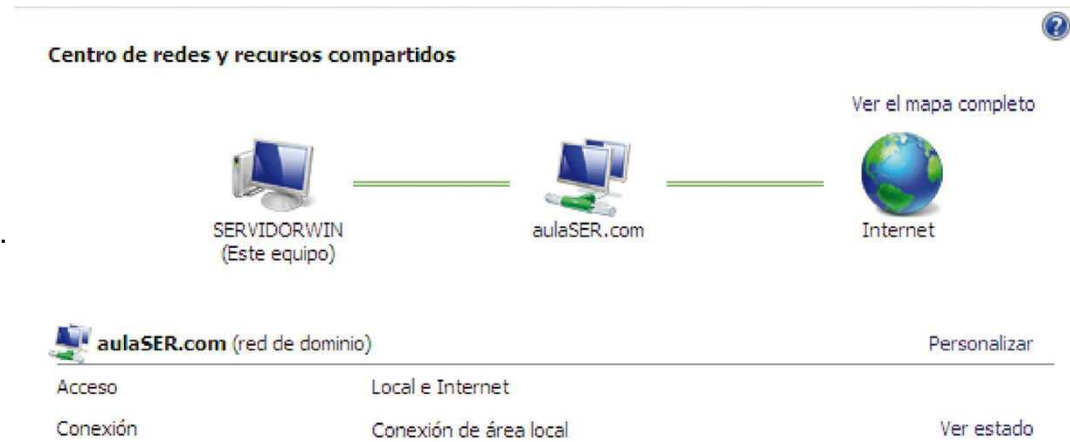 Centro de redes y recursos compartidos
Ver el mapa completo
SERVIDORWIN
(Este equipo)
aulaSER.com
Internet
aulaSER.com (red de dominio) Personalizar
Acceso Local e Internet
Conexión Conexión de área local Ver estado